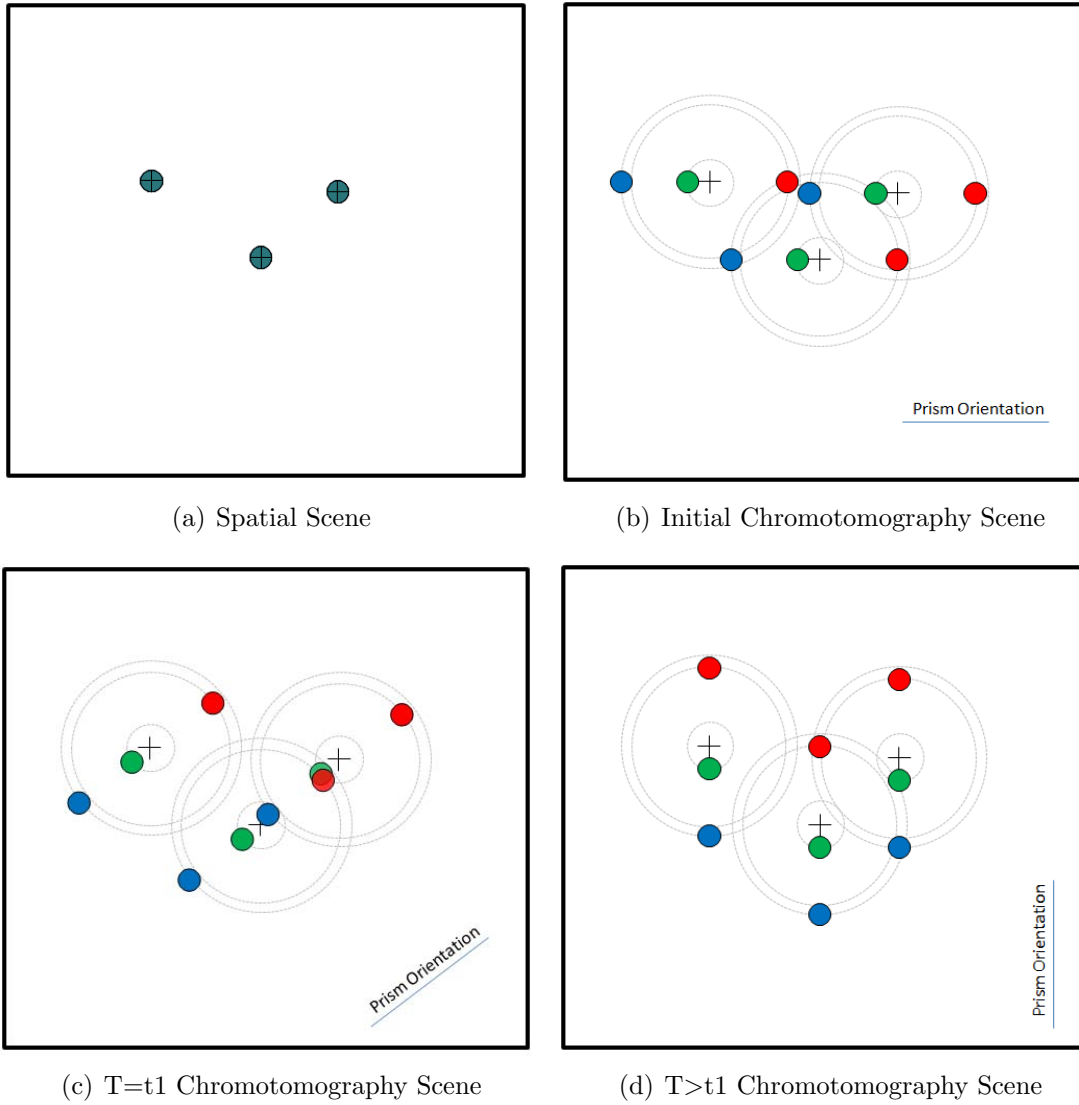 (a) Spatial Scene
Prism Orientation
(b) Initial Chromotomography Scene
Prism Orientation
(c) T=t1 Chromotomography Scene
Prism Orientation
(d) T>t1 Chromotomography Scene